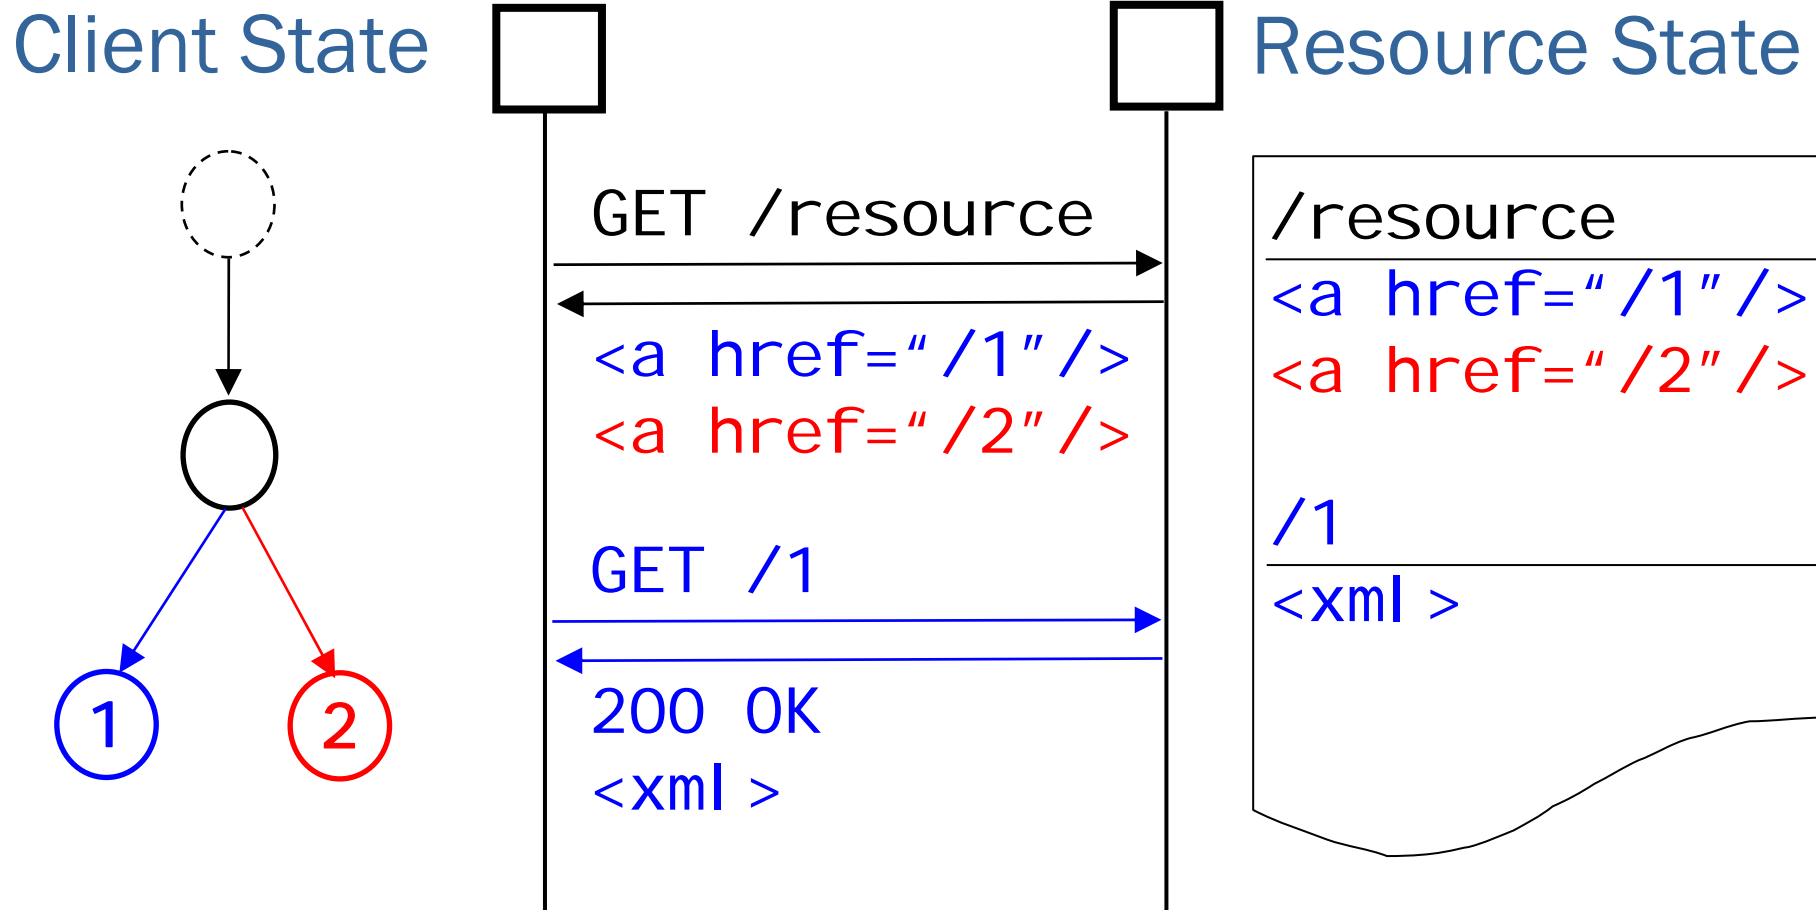 Client State
Resource State
GET /resource
<a href="/1"/>
<a href="/2"/>
GET /1
200 OK
<xml>
1
2
/resource
<a href="/1"/>
<a href="/2"/>
/1
<xml>